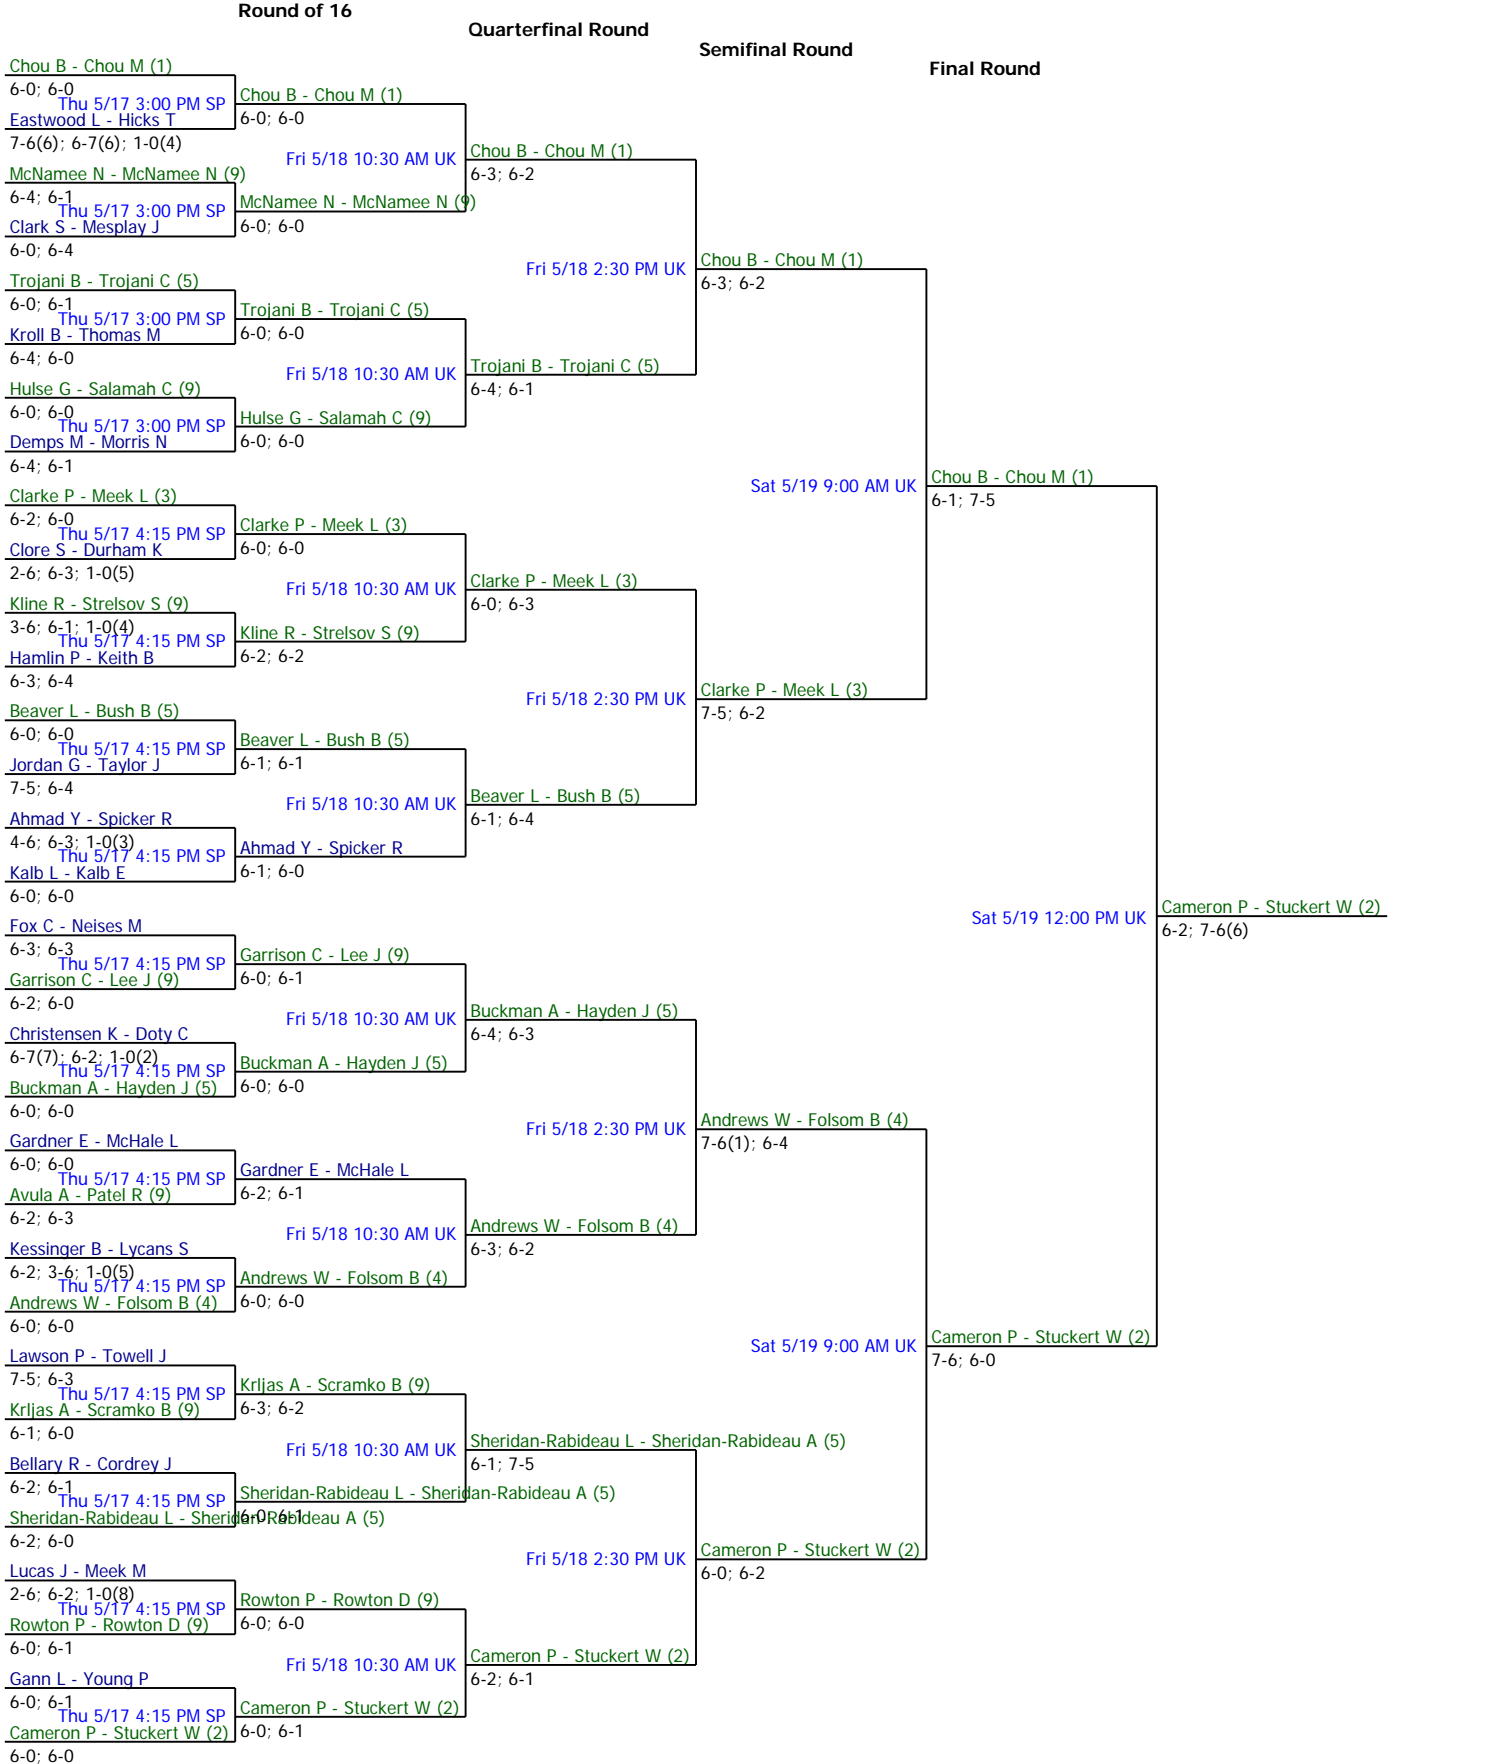 Round of 16
Quarterfinal Round
Semifinal Round
Final Round
Chou B - Chou M (1)
6-0; 6-0
Thu 5/17 3:00 PM SP
Chou B - Chou M (1)
6-0; 6-0
Eastwood L - Hicks T
7-6(6); 6-7(6); 1-0(4)
Fri 5/18 10:30 AM UK
Chou B - Chou M (1)
6-3; 6-2
McNamee N - McNamee N (9)
6-4; 6-1
Thu 5/17 3:00 PM SP
McNamee N - McNamee N (9)
6-0; 6-0
Clark S - Mesplay J
6-0; 6-4
Fri 5/18 2:30 PM UK
Chou B - Chou M (1)
6-3; 6-2
Trojani B - Trojani C (5)
6-0; 6-1
Thu 5/17 3:00 PM SP
Trojani B - Trojani C (5)
6-0; 6-0
Kroll B - Thomas M
6-4; 6-0
Fri 5/18 10:30 AM UK
Trojani B - Trojani C (5)
6-4; 6-1
Hulse G - Salamah C (9)
6-0; 6-0
Thu 5/17 3:00 PM SP
Hulse G - Salamah C (9)
6-0; 6-0
Demps M - Morris N
6-4; 6-1
Sat 5/19 9:00 AM UK
Chou B - Chou M (1)
6-1; 7-5
Clarke P - Meek L (3)
6-2; 6-0
Thu 5/17 4:15 PM SP
Clarke P - Meek L (3)
6-0; 6-0
Clore S - Durham K
2-6; 6-3; 1-0(5)
Fri 5/18 10:30 AM UK
Clarke P - Meek L (3)
6-0; 6-3
Kline R - Strelsov S (9)
3-6; 6-1; 1-0(4)
Thu 5/17 4:15 PM SP
Kline R - Strelsov S (9)
6-2; 6-2
Hamlin P - Keith B
6-3; 6-4
Fri 5/18 2:30 PM UK
Clarke P - Meek L (3)
7-5; 6-2
Beaver L - Bush B (5)
6-0; 6-0
Thu 5/17 4:15 PM SP
Beaver L - Bush B (5)
6-1; 6-1
Jordan G - Taylor J
7-5; 6-4
Fri 5/18 10:30 AM UK
Beaver L - Bush B (5)
6-1; 6-4
Ahmad Y - Spicker R
4-6; 6-3; 1-0(3)
Thu 5/17 4:15 PM SP
Ahmad Y - Spicker R
6-1; 6-0
Kalb L - Kalb E
6-0; 6-0
Sat 5/19 12:00 PM UK
Cameron P - Stuckert W (2)
6-2; 7-6(6)
Fox C - Neises M
6-3; 6-3
Thu 5/17 4:15 PM SP
Garrison C - Lee J (9)
6-0; 6-1
Garrison C - Lee J (9)
6-2; 6-0
Fri 5/18 10:30 AM UK
Buckman A - Hayden J (5)
6-4; 6-3
Christensen K - Doty C
6-7(7); 6-2; 1-0(2)
Thu 5/17 4:15 PM SP
Buckman A - Hayden J (5)
6-0; 6-0
Buckman A - Hayden J (5)
6-0; 6-0
Fri 5/18 2:30 PM UK
Andrews W - Folsom B (4)
7-6(1); 6-4
Gardner E - McHale L
6-0; 6-0
Thu 5/17 4:15 PM SP
Gardner E - McHale L
6-2; 6-1
Avula A - Patel R (9)
6-2; 6-3
Fri 5/18 10:30 AM UK
Andrews W - Folsom B (4)
6-3; 6-2
Kessinger B - Lycans S
6-2; 3-6; 1-0(5)
Thu 5/17 4:15 PM SP
Andrews W - Folsom B (4)
6-0; 6-0
Andrews W - Folsom B (4)
6-0; 6-0
Sat 5/19 9:00 AM UK
Cameron P - Stuckert W (2)
7-6; 6-0
Lawson P - Towell J
7-5; 6-3
Thu 5/17 4:15 PM SP
Krljas A - Scramko B (9)
6-3; 6-2
Krljas A - Scramko B (9)
6-1; 6-0
Fri 5/18 10:30 AM UK
Sheridan-Rabideau L - Sheridan-Rabideau A (5)
6-1; 7-5
Bellary R - Cordrey J
6-2; 6-1
Thu 5/17 4:15 PM SP
Sheridan-Rabideau L - Sheridan-Rabideau A (5)
6-0; 6-1
Sheridan-Rabideau L - Sheridan-Rabideau A (5)
6-2; 6-0
Fri 5/18 2:30 PM UK
Cameron P - Stuckert W (2)
6-0; 6-2
Lucas J - Meek M
2-6; 6-2; 1-0(8)
Thu 5/17 4:15 PM SP
Rowton P - Rowton D (9)
6-0; 6-0
Rowton P - Rowton D (9)
6-0; 6-1
Fri 5/18 10:30 AM UK
Cameron P - Stuckert W (2)
6-2; 6-1
Gann L - Young P
6-0; 6-1
Thu 5/17 4:15 PM SP
Cameron P - Stuckert W (2)
6-0; 6-1
Cameron P - Stuckert W (2)
6-0; 6-0